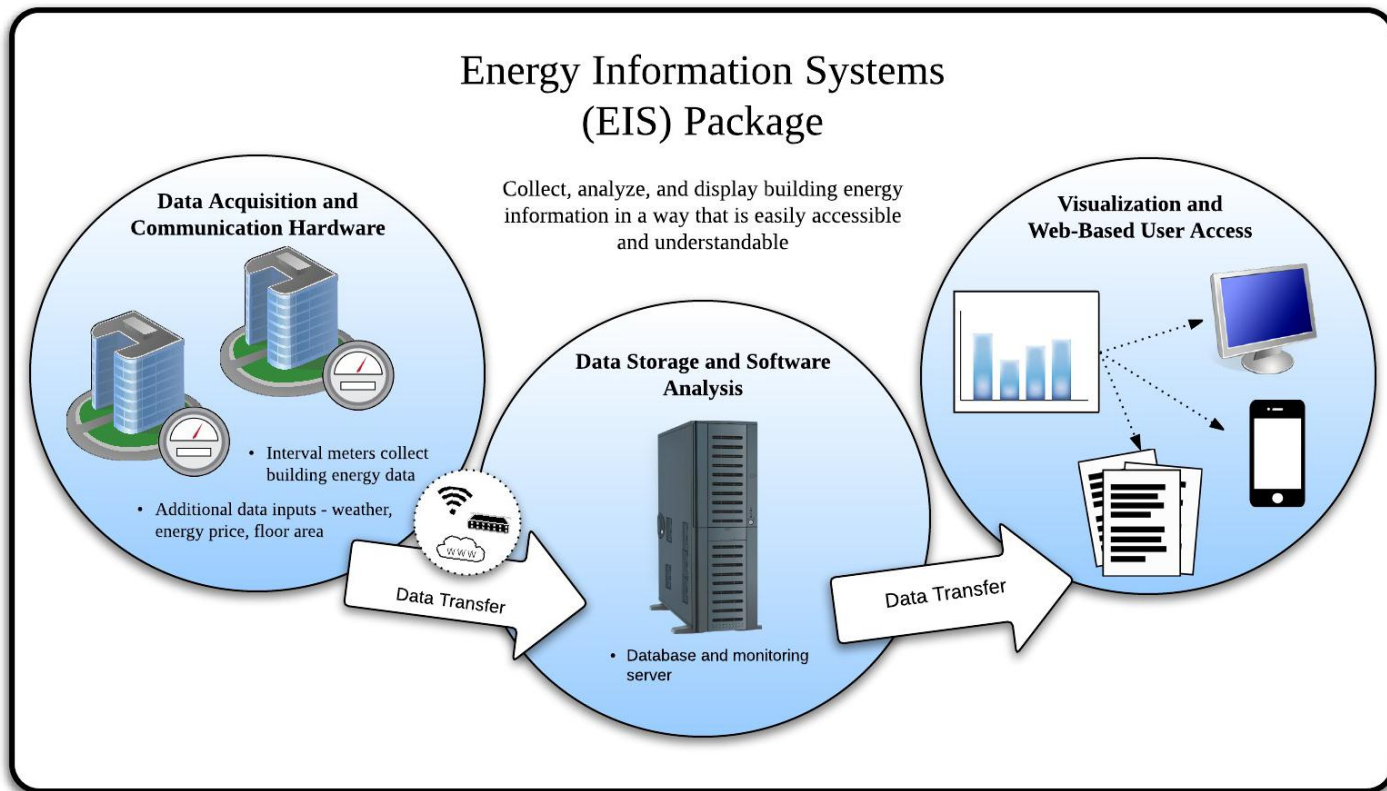 Energy Information Systems
(EIS) Package
Collect, analyze, and display building energy
information in a way that is easily accessible
and understandable
Data Acquisition and
Communication Hardware
• Interval meters collect
building energy data
• Additional data inputs - weather,
energy price, floor area
www
Data Transfer
Data Storage and Software
Analysis
• Database and monitoring
server
Data Transfer
Visualization and
Web-Based User Access